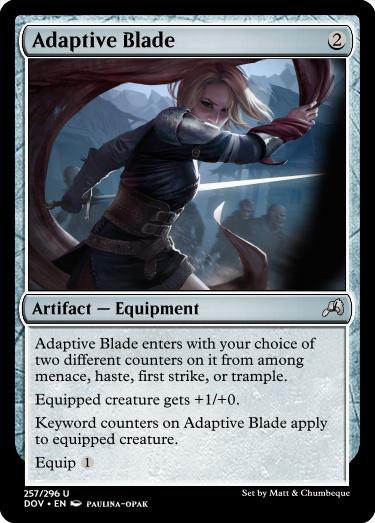 Adaptive Blade 2
Artifact — Equipment
Adaptive Blade enters with your choice of
two different counters on it from among
menace, haste, first strike, or trample.
Equipped creature gets +1/+0.
Keyword counters on Adaptive Blade apply
to equipped creature.
Equip 1
257/296 U
DOV • EN PAULINA-OPAK
Set by Matt & Chumbeque